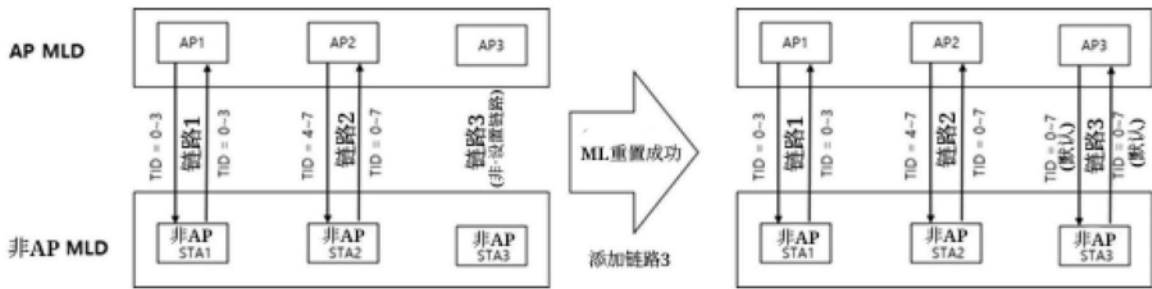 AP MLD
AP1
AP2
AP3
TID = 0~3
链路1
TID = 0~3
TID = 4~7
链路2
TID = 0~7
链路3
(非-设置链路)
非AP MLD
非AP
STA1
非AP
STA2
非AP
STA3
ML重置成功
添加链路3
AP1
AP2
AP3
TID = 0~3
链路1
TID = 0~3
TID = 4~7
链路2
TID = 0~7
TID = 0~7
(默认)
链路3
TID = 0~7
(默认)
非AP
STA1
非AP
STA2
非AP
STA3